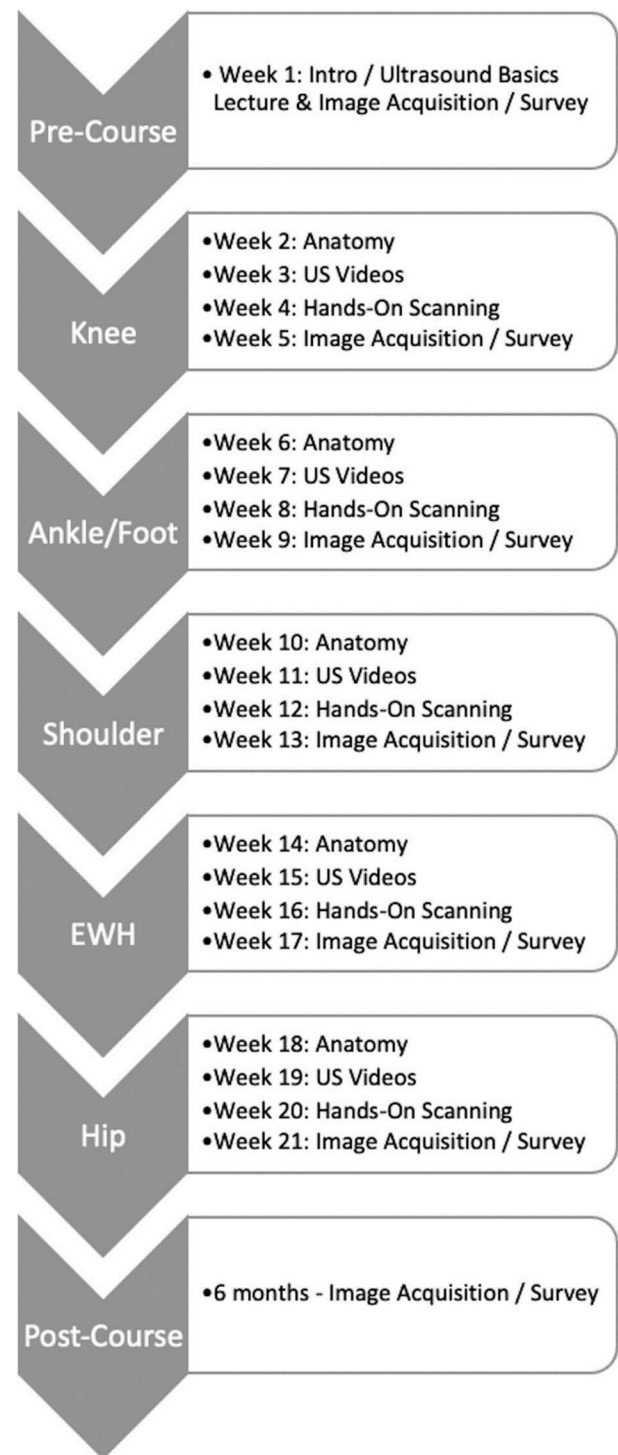 Pre-Course
• Week 1: Intro / Ultrasound Basics
Lecture & Image Acquisition / Survey
Knee
•Week 2: Anatomy
•Week 3: US Videos
•Week 4: Hands-On Scanning
•Week 5: Image Acquisition / Survey
Ankle/Foot
•Week 6: Anatomy
•Week 7: US Videos
•Week 8: Hands-On Scanning
•Week 9: Image Acquisition / Survey
Shoulder
•Week 10: Anatomy
•Week 11: US Videos
•Week 12: Hands-On Scanning
•Week 13: Image Acquisition / Survey
EWH
•Week 14: Anatomy
•Week 15: US Videos
•Week 16: Hands-On Scanning
•Week 17: Image Acquisition / Survey
Hip
•Week 18: Anatomy
•Week 19: US Videos
•Week 20: Hands-On Scanning
•Week 21: Image Acquisition / Survey
Post-Course
•6 months - Image Acquisition / Survey